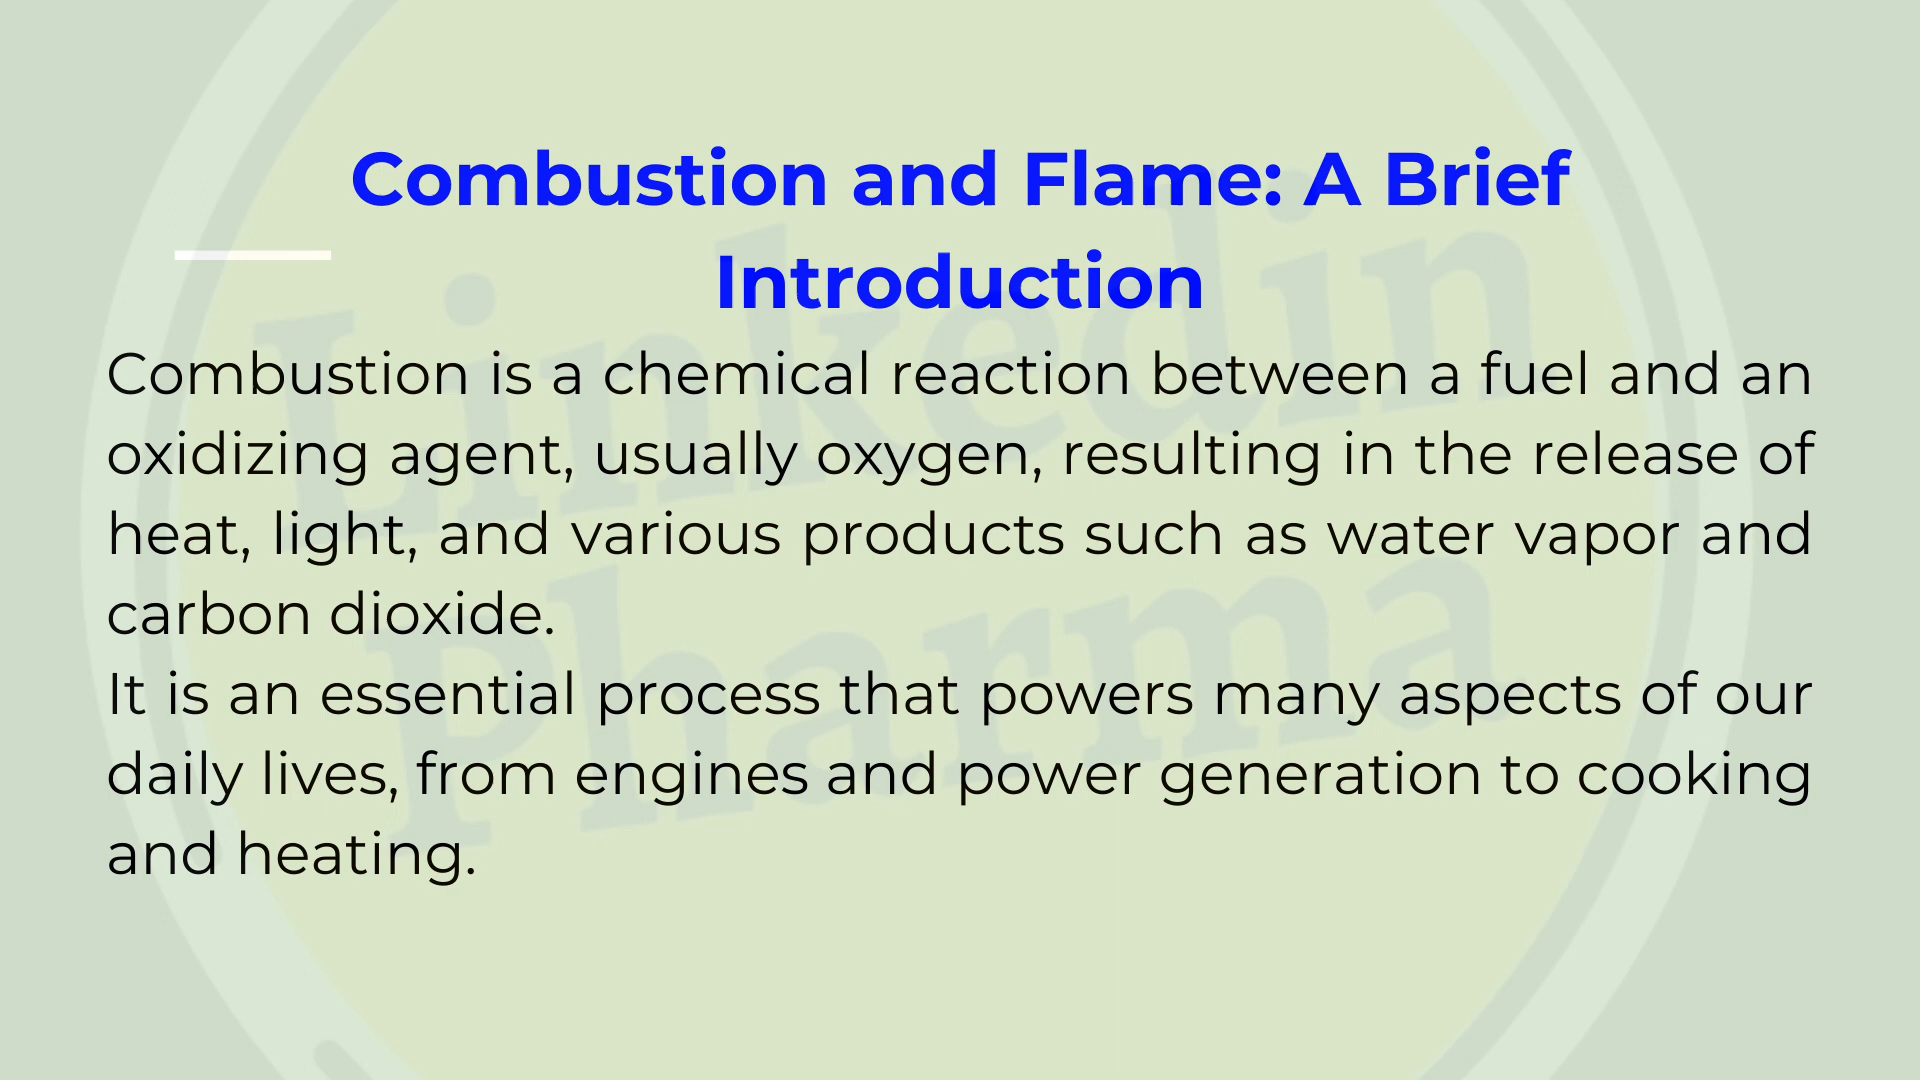 Combustion and Flame: A Brief
Introduction
Combustion is a chemical reaction between a fuel and an
oxidizing agent, usually oxygen, resulting in the release of
heat, light, and various products such as water vapor and
carbon dioxide.
It is an essential process that powers many aspects of our
daily lives, from engines and power generation to cooking
and heating.
Linkedin
Pharma